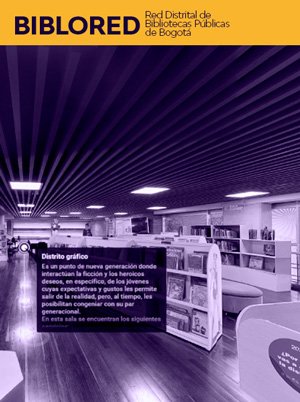 BIBLORED
Red Distrital de
Bibliotecas Públicas
de Bogotá
Distrito gráfico
Es un punto de nueva generación donde
interactúan la ficción y los heroicos
deseos, en específico, de los jóvenes
cuyas expectativas y gustos les permite
salir de la realidad, pero, al tiempo, les
posibilitan congeniar con su par
generacional.
En esta sala se encuentran los siguientes